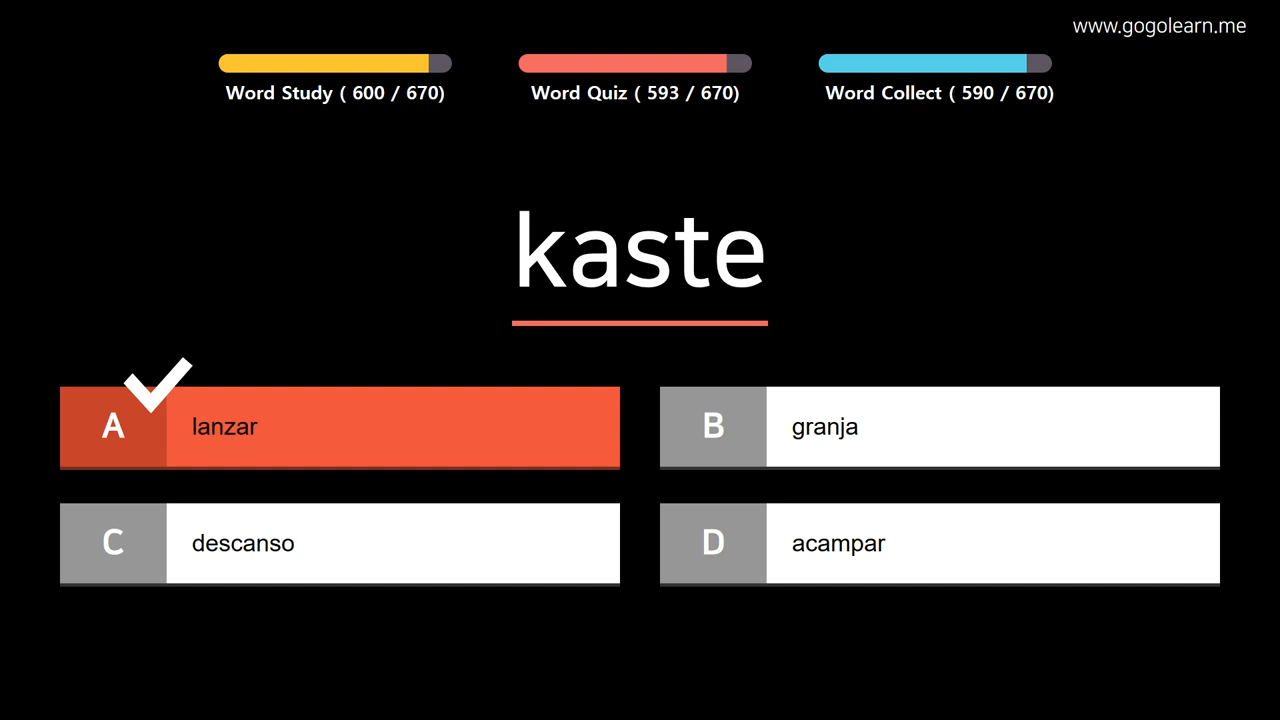 www.gogolearn.me
Word Study ( 600 / 670)
Word Quiz ( 593 / 670)
Word Collect ( 590 / 670)
kaste
A lanzar
B granja
C descanso
D acampar